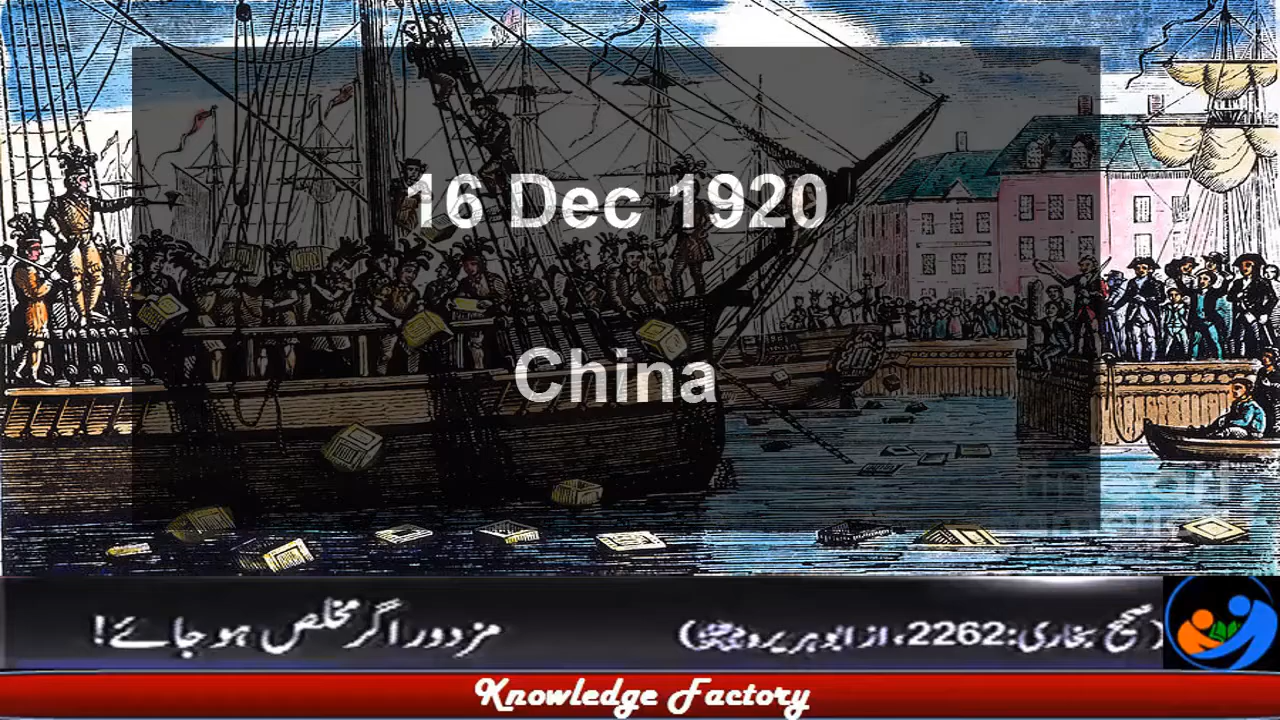 16 Dec 1920
China
(صحیح بخاری:2262، از ابوہریرہؓ) مزدور اگر مخلص ہو جائے!
Knowledge Factory